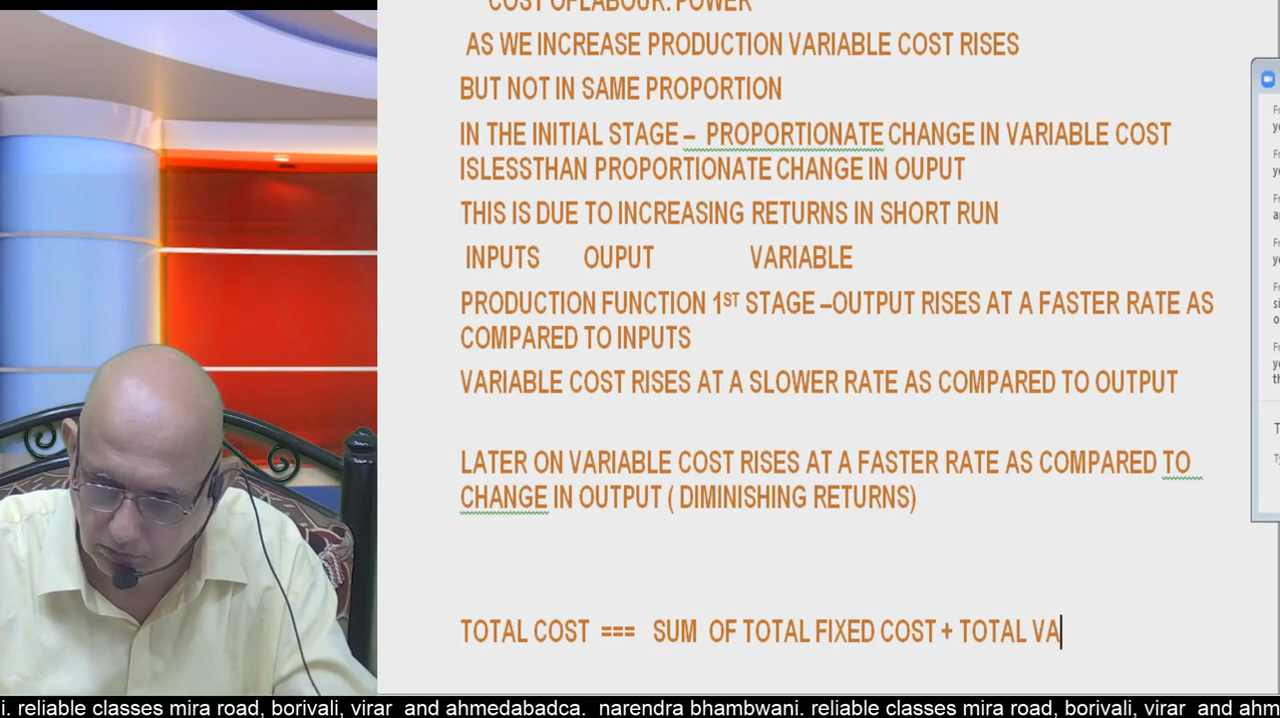 COST OFLABOUR. POWER
AS WE INCREASE PRODUCTION VARIABLE COST RISES
BUT NOT IN SAME PROPORTION
IN THE INITIAL STAGE – PROPORTIONATE CHANGE IN VARIABLE COST
ISLESSTHAN PROPORTIONATE CHANGE IN OUPUT
THIS IS DUE TO INCREASING RETURNS IN SHORT RUN
INPUTS OUPUT VARIABLE
PRODUCTION FUNCTION 1ST STAGE –OUTPUT RISES AT A FASTER RATE AS
COMPARED TO INPUTS
VARIABLE COST RISES AT A SLOWER RATE AS COMPARED TO OUTPUT
LATER ON VARIABLE COST RISES AT A FASTER RATE AS COMPARED TO
CHANGE IN OUTPUT ( DIMINISHING RETURNS)
TOTAL COST === SUM OF TOTAL FIXED COST + TOTAL VA
i. reliable classes mira road, borivali, virar and ahmedabadca. narendra bhambwani. reliable classes mira road, borivali, virar and ahm